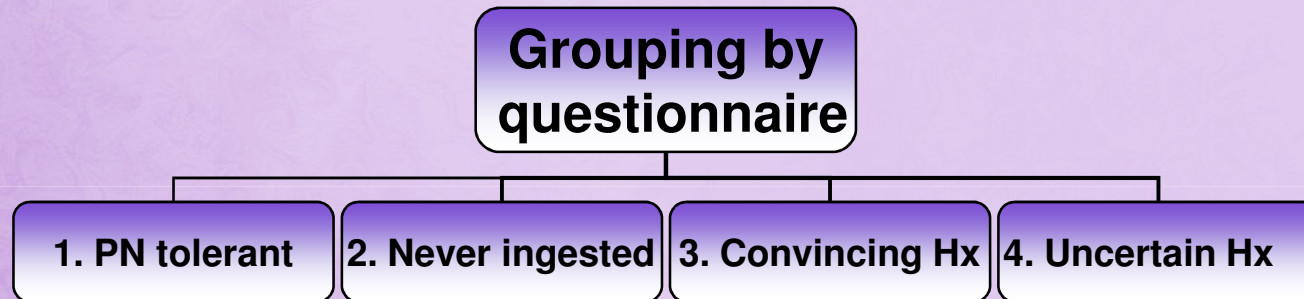 Grouping by
questionnaire
1. PN tolerant
2. Never ingested
3. Convincing Hx
4. Uncertain Hx